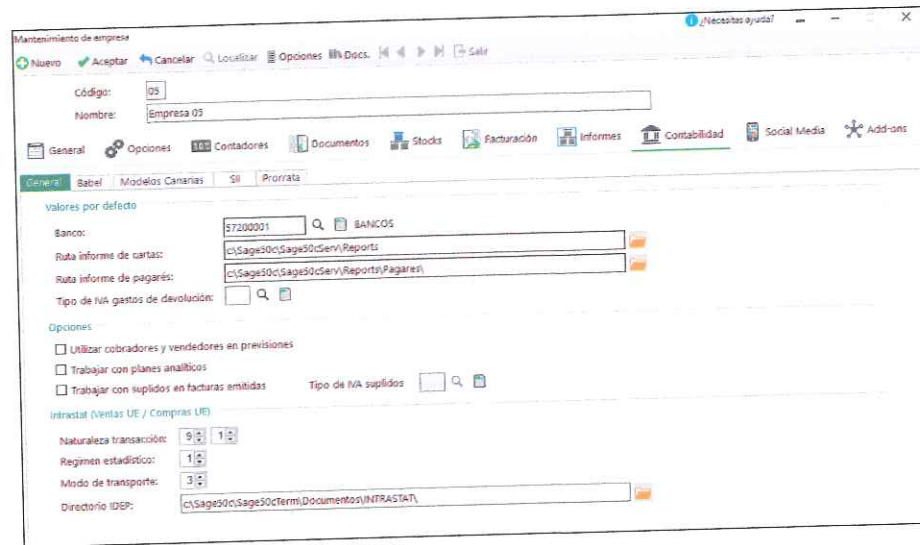 ¿Necesitas ayuda?
Mantenimiento de empresa
Nuevo Aceptar Cancelar Localizar Opciones Docs. Salir
Código: 05
Nombre: Empresa 05
General Opciones Contadores Documentos Stocks Facturación Informes Contabilidad Social Media Add-ons
General Babel Modelos Canarias SII Prorrata
Valores por defecto
Banco: 57200001 BANCOS
Ruta informe de cartas: c:\Sage50c\Sage50cServ\Reports
Ruta informe de pagarés: c:\Sage50c\Sage50cServ\Reports\Pagares\
Tipo de IVA gastos de devolución:
Opciones
Utilizar cobradores y vendedores en previsiones
Trabajar con planes analíticos
Trabajar con suplidos en facturas emitidas Tipo de IVA suplidos
Intrastat (Ventas UE / Compras UE)
Naturaleza transacción: 9 1
Regimen estadístico: 1
Modo de transporte: 3
Directorio IDEP: c:\Sage50c\Sage50cTerm\Documentos\INTRASTAT\